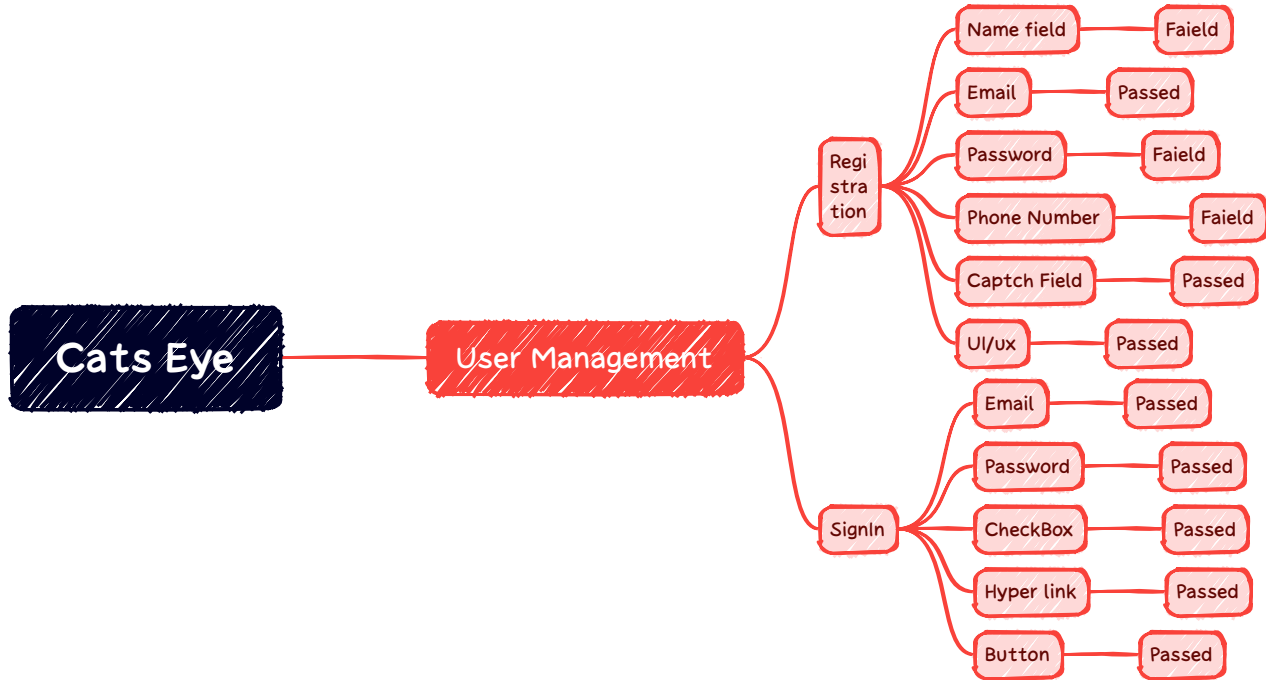 Cats Eye
User Management
Regi
stra
tion
Name field
Faield
Email
Passed
Password
Faield
Phone Number
Faield
Captch Field
Passed
UI/ux
Passed
SignIn
Email
Passed
Password
Passed
CheckBox
Passed
Hyper link
Passed
Button
Passed